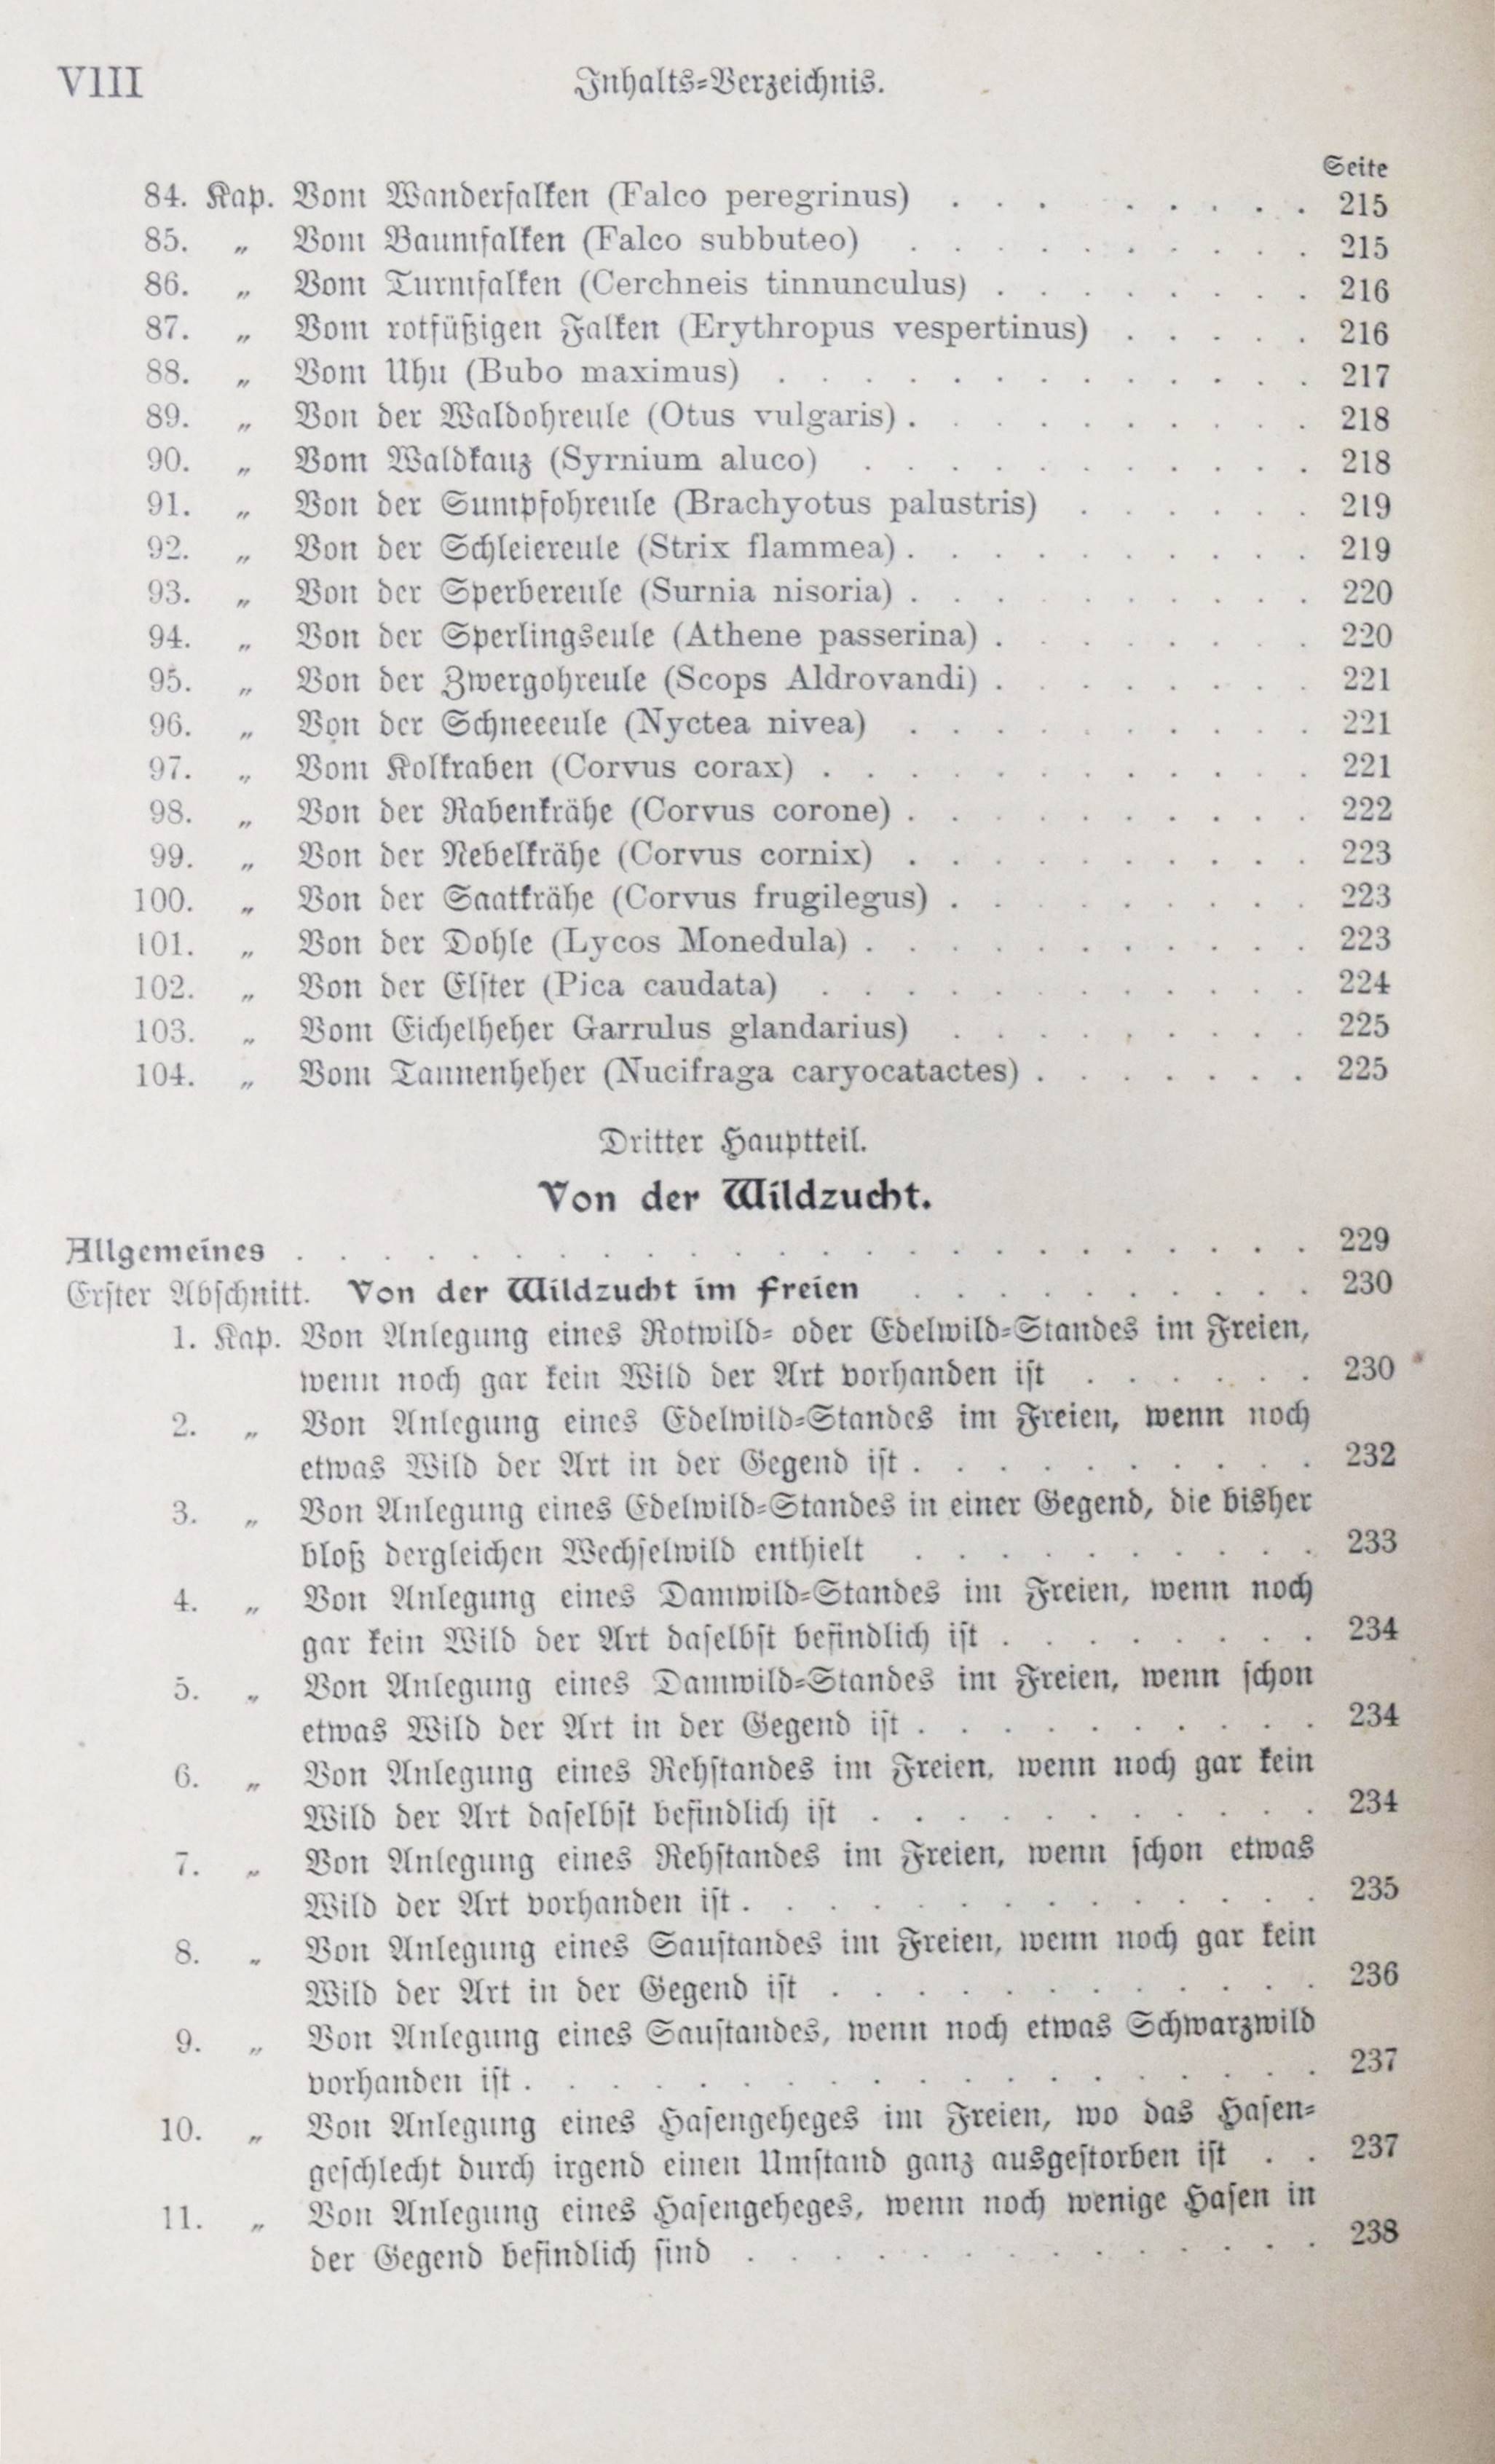 VIII
Inhalts-Verzeichnis.
Seite
84. Kap. Vom Wanderfalken (Falco peregrinus) . . . . . . . . 215
85. „ Vom Baumfalken (Falco subbuteo) . . . . . . . . . . 215
86. „ Vom Turmfalken (Cerchneis tinnunculus) . . . . . . . . 216
87. „ Vom rotfüßigen Falken (Erythropus vespertinus) . . . . . 216
88. „ Vom Uhu (Bubo maximus) . . . . . . . . . . . . . 217
89. „ Von der Waldohreule (Otus vulgaris) . . . . . . . . . . 218
90. „ Vom Waldkauz (Syrnium aluco) . . . . . . . . . . . 218
91. „ Von der Sumpfohreule (Brachyotus palustris) . . . . . . 219
92. „ Von der Schleiereule (Strix flammea) . . . . . . . . . . 219
93. „ Von der Sperbereule (Surnia nisoria) . . . . . . . . . . 220
94. „ Von der Sperlingseule (Athene passerina) . . . . . . . . 220
95. „ Von der Zwergohreule (Scops Aldrovandi) . . . . . . . . 221
96. „ Von der Schneeeule (Nyctea nivea) . . . . . . . . . . 221
97. „ Vom Kolkraben (Corvus corax) . . . . . . . . . . . . 221
98. „ Von der Rabenkrähe (Corvus corone) . . . . . . . . . . 222
99. „ Von der Nebelkrähe (Corvus cornix) . . . . . . . . . . 223
100. „ Von der Saatkrähe (Corvus frugilegus) . . . . . . . . . 223
101. „ Von der Dohle (Lycos Monedula) . . . . . . . . . . . 223
102. „ Von der Elster (Pica caudata) . . . . . . . . . . . . 224
103. „ Vom Eichelheher Garrulus glandarius) . . . . . . . . . 225
104. „ Vom Tannenheher (Nucifraga caryocatactes) . . . . . . . 225
Dritter Hauptteil.
Von der Wildzucht.
Allgemeines . . . . . . . . . . . . . . . . . . . . . . . . 229
Erster Abschnitt. Von der Wildzucht im Freien . . . . . . . . . . 230
1. Kap. Von Anlegung eines Rotwild- oder Edelwild-Standes im Freien,
wenn noch gar kein Wild der Art vorhanden ist . . . . . . 230
2. „ Von Anlegung eines Edelwild-Standes im Freien, wenn noch
etwas Wild der Art in der Gegend ist . . . . . . . . . . 232
3. „ Von Anlegung eines Edelwild-Standes in einer Gegend, die bisher
bloß dergleichen Wechselwild enthielt . . . . . . . . . . 233
4. „ Von Anlegung eines Damwild-Standes im Freien, wenn noch
gar kein Wild der Art daselbst befindlich ist . . . . . . . . 234
5. „ Von Anlegung eines Damwild-Standes im Freien, wenn schon
etwas Wild der Art in der Gegend ist . . . . . . . . . . 234
6. „ Von Anlegung eines Rehstandes im Freien, wenn noch gar kein
Wild der Art daselbst befindlich ist . . . . . . . . . . . 234
7. „ Von Anlegung eines Rehstandes im Freien, wenn schon etwas
Wild der Art vorhanden ist . . . . . . . . . . . . . . 235
8. „ Von Anlegung eines Saustandes im Freien, wenn noch gar kein
Wild der Art in der Gegend ist . . . . . . . . . . . . 236
9. „ Von Anlegung eines Saustandes, wenn noch etwas Schwarzwild
vorhanden ist . . . . . . . . . . . . . . . . . . . 237
10. „ Von Anlegung eines Hasengeheges im Freien, wo das Hasen-
geschlecht durch irgend einen Umstand ganz ausgestorben ist . . 237
11. „ Von Anlegung eines Hasengeheges, wenn noch wenige Hasen in
der Gegend befindlich sind . . . . . . . . . . . . . . 238